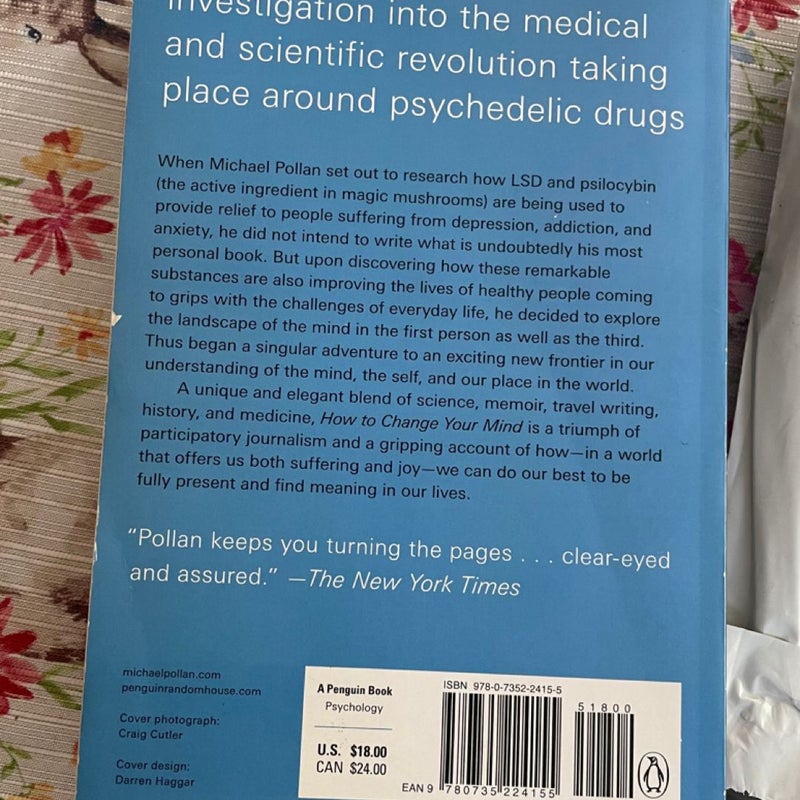 investigation into the medical
and scientific revolution taking
place around psychedelic drugs
When Michael Pollan set out to research how LSD and psilocybin
(the active ingredient in magic mushrooms) are being used to
provide relief to people suffering from depression, addiction, and
anxiety, he did not intend to write what is undoubtedly his most
personal book. But upon discovering how these remarkable
substances are also improving the lives of healthy people coming
to grips with the challenges of everyday life, he decided to explore
the landscape of the mind in the first person as well as the third.
Thus began a singular adventure to an exciting new frontier in our
understanding of the mind, the self, and our place in the world.
A unique and elegant blend of science, memoir, travel writing,
history, and medicine, How to Change Your Mind is a triumph of
participatory journalism and a gripping account of how—in a world
that offers us both suffering and joy—we can do our best to be
fully present and find meaning in our lives.
“Pollan keeps you turning the pages . . . clear-eyed
and assured.” —The New York Times
michaelpollan.com
penguinrandomhouse.com
Cover photograph:
Craig Cutler
Cover design:
Darren Haggar
A Penguin Book
Psychology
U.S. $18.00
CAN $24.00
ISBN 978-0-7352-2415-5
51800
EAN 9 780735 224155